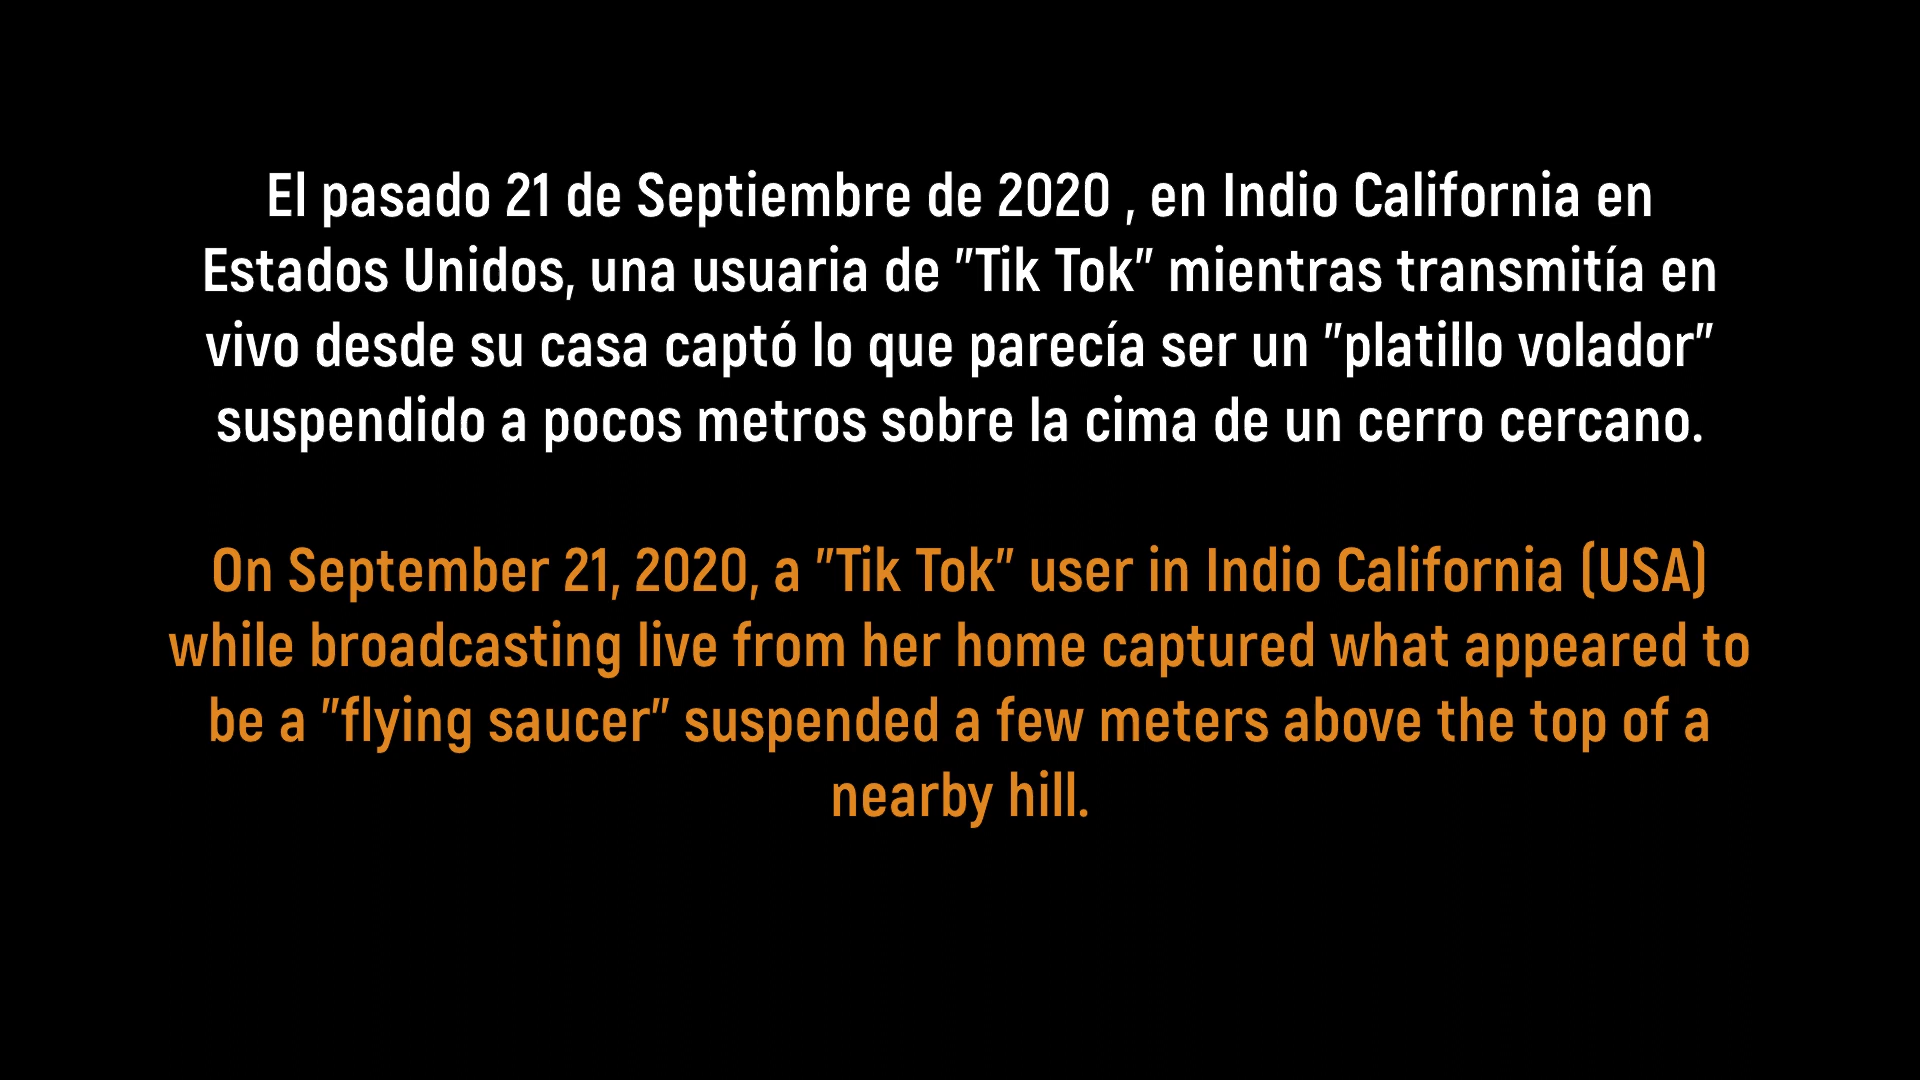 El pasado 21 de Septiembre de 2020 , en Indio California en
Estados Unidos, una usuaria de "Tik Tok" mientras transmitía en
vivo desde su casa captó lo que parecía ser un "platillo volador"
suspendido a pocos metros sobre la cima de un cerro cercano.
On September 21, 2020, a "Tik Tok" user in Indio California (USA)
while broadcasting live from her home captured what appeared to
be a "flying saucer" suspended a few meters above the top of a
nearby hill.